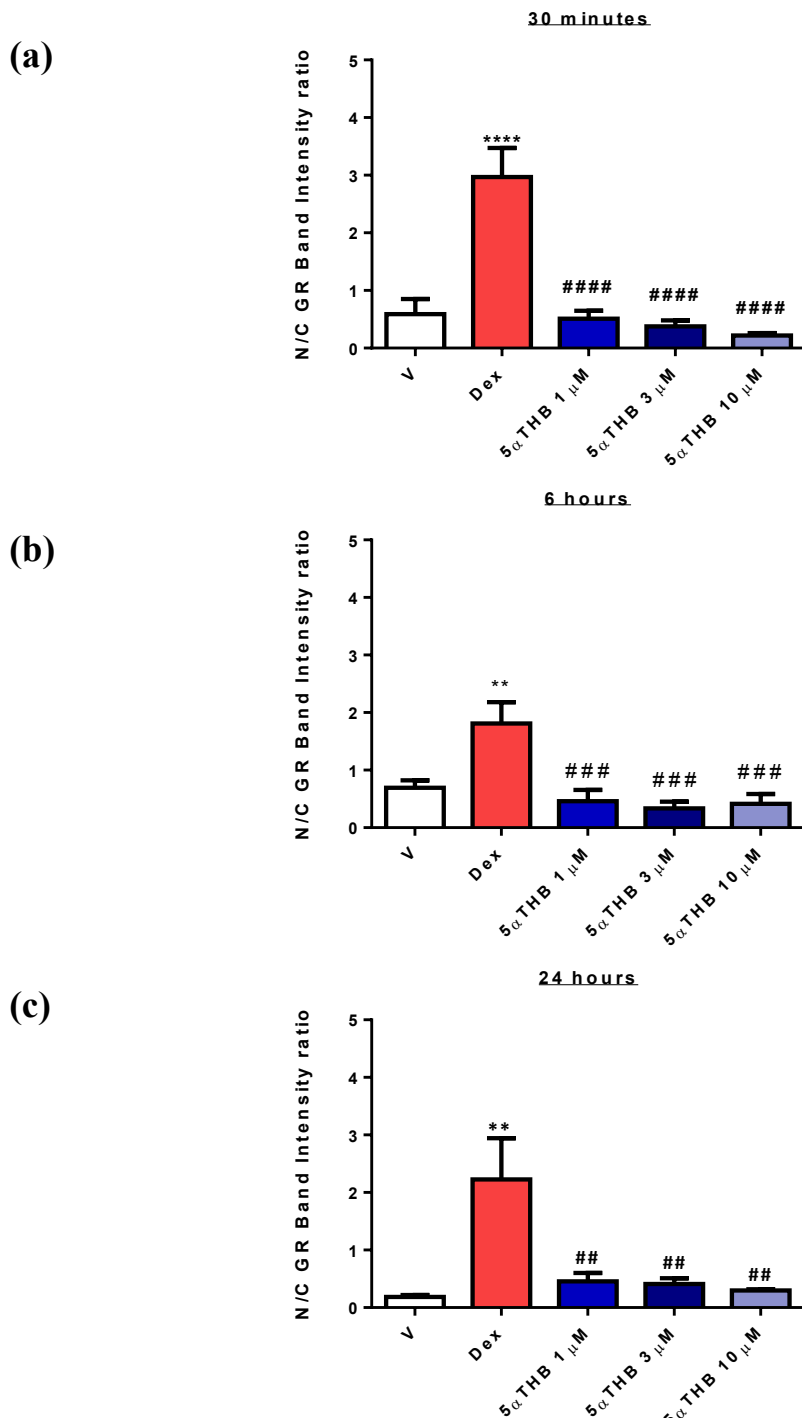 30 minutes
(a)
N/C GR Band Intensity ratio
5
4
3
2
1
0
****
####
####
####
V
Dex
5αTHB 1 μM
5αTHB 3 μM
5αTHB 10 μM
6 hours
(b)
N/C GR Band Intensity ratio
5
4
3
2
1
0
**
###
###
###
V
Dex
5αTHB 1 μM
5αTHB 3 μM
5αTHB 10 μM
24 hours
(c)
N/C GR Band Intensity ratio
5
4
3
2
1
0
**
##
##
##
V
Dex
5αTHB 1 μM
5αTHB 3 μM
5αTHB 10 μM